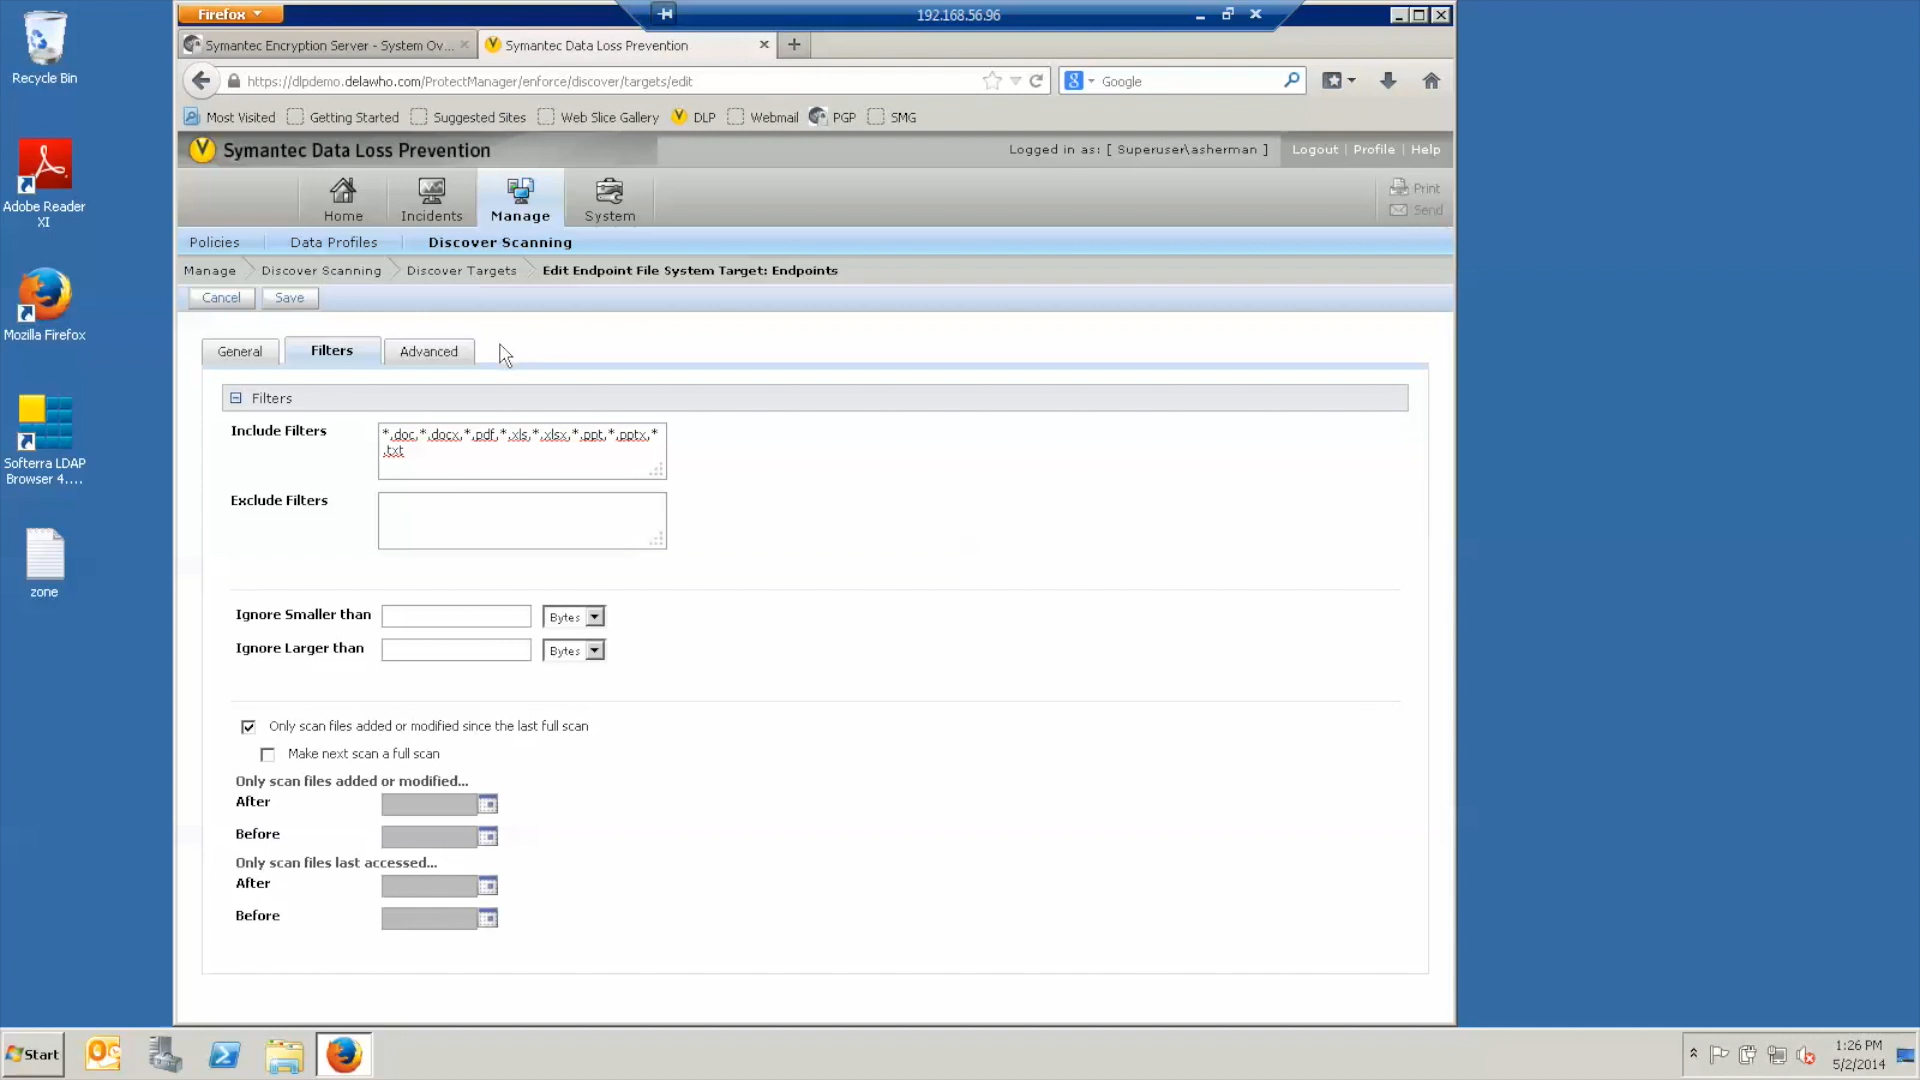 Recycle Bin
Adobe Reader
XI
Mozilla Firefox
Softerra LDAP
Browser 4....
zone
Firefox
192.168.56.96
Symantec Encryption Server - System Ov...
Symantec Data Loss Prevention
https://dlpdemo.delawho.com/ProtectManager/enforce/discover/targets/edit
Google
Most Visited
Getting Started
Suggested Sites
Web Slice Gallery
DLP
Webmail
PGP
SMG
Symantec Data Loss Prevention
Logged in as: [ Superuser\asherman ]
Logout | Profile | Help
Home
Incidents
Manage
System
Print
Send
Policies
Data Profiles
Discover Scanning
Manage
Discover Scanning
Discover Targets
Edit Endpoint File System Target: Endpoints
Cancel
Save
General
Filters
Advanced
Filters
Include Filters
*.doc,*.docx,*.pdf,*.xls,*.xlsx,*.ppt,*.pptx,*
.txt
Exclude Filters
Ignore Smaller than
Bytes
Ignore Larger than
Bytes
Only scan files added or modified since the last full scan
Make next scan a full scan
Only scan files added or modified...
After
Before
Only scan files last accessed...
After
Before
Start
1:26 PM
5/2/2014